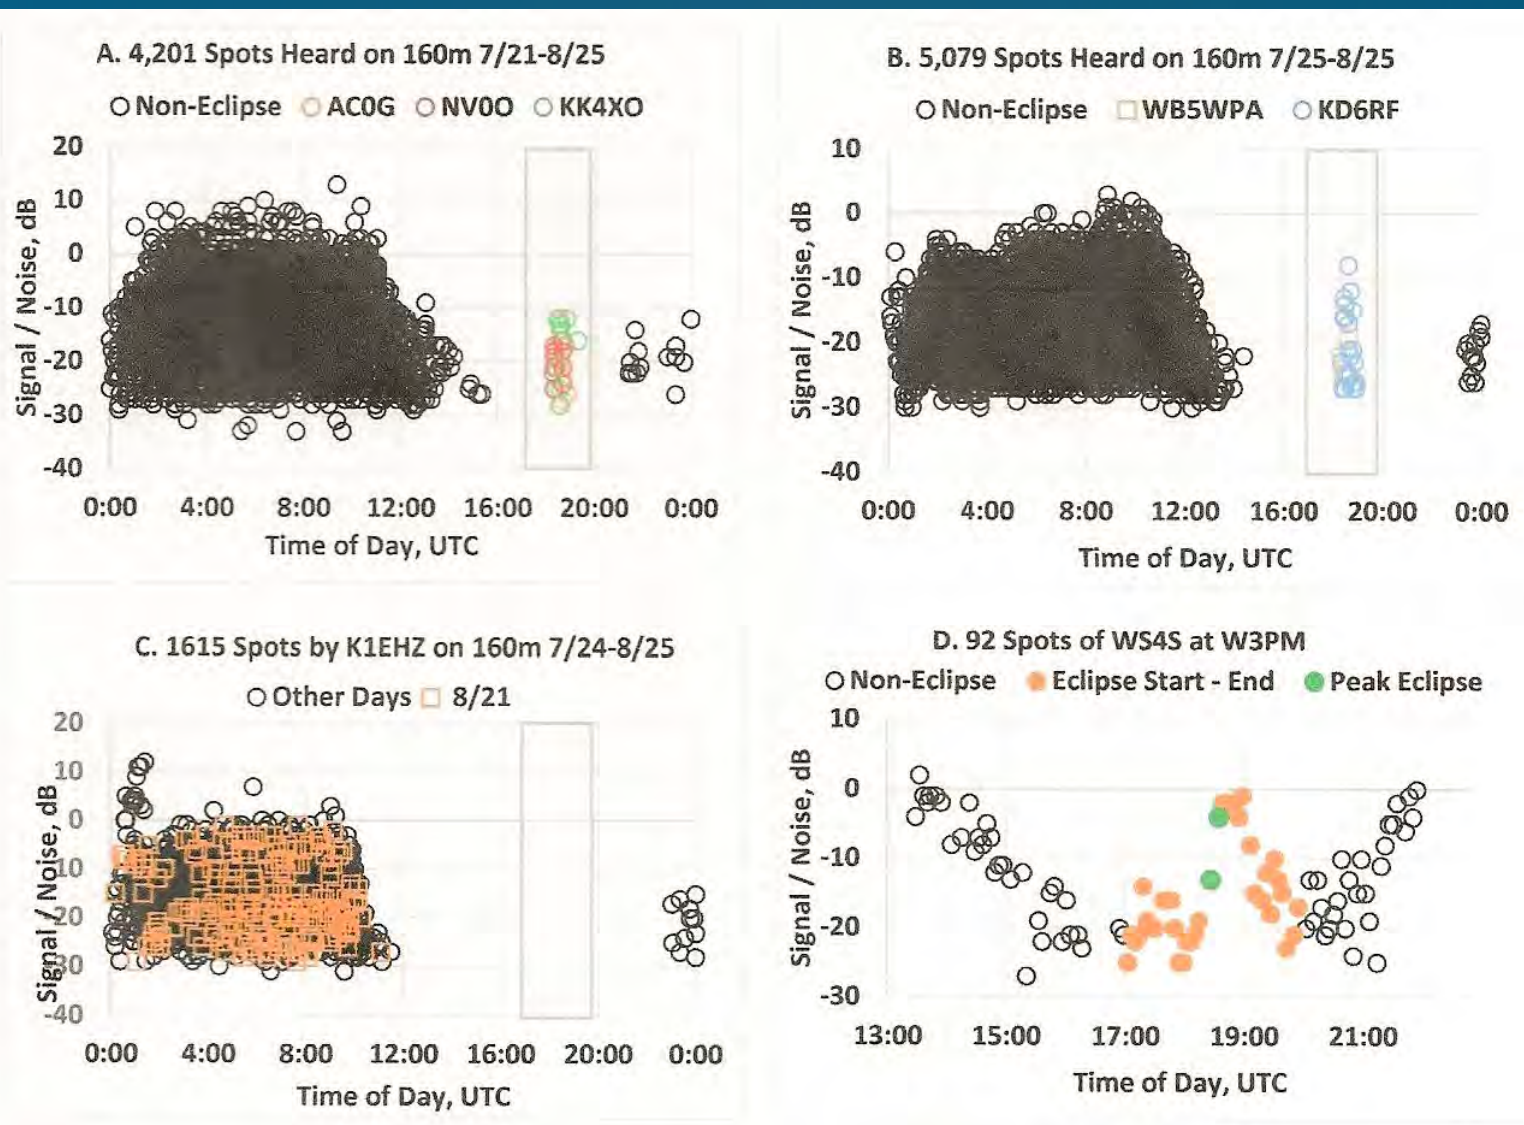 A. 4,201 Spots Heard on 160m 7/21-8/25
Non-Eclipse AC0G NV0O KK4XO
20
10
0
-10
-20
-30
-40
Signal / Noise, dB
0:00 4:00 8:00 12:00 16:00 20:00 0:00
Time of Day, UTC
B. 5,079 Spots Heard on 160m 7/25-8/25
Non-Eclipse WB5WPA KD6RF
10
0
-10
-20
-30
-40
Signal / Noise, dB
0:00 4:00 8:00 12:00 16:00 20:00 0:00
Time of Day, UTC
C. 1615 Spots by K1EHZ on 160m 7/24-8/25
Other Days 8/21
20
10
0
-10
-20
-30
-40
Signal / Noise, dB
0:00 4:00 8:00 12:00 16:00 20:00 0:00
Time of Day, UTC
D. 92 Spots of WS4S at W3PM
Non-Eclipse Eclipse Start - End Peak Eclipse
10
0
-10
-20
-30
Signal / Noise, dB
13:00 15:00 17:00 19:00 21:00
Time of Day, UTC